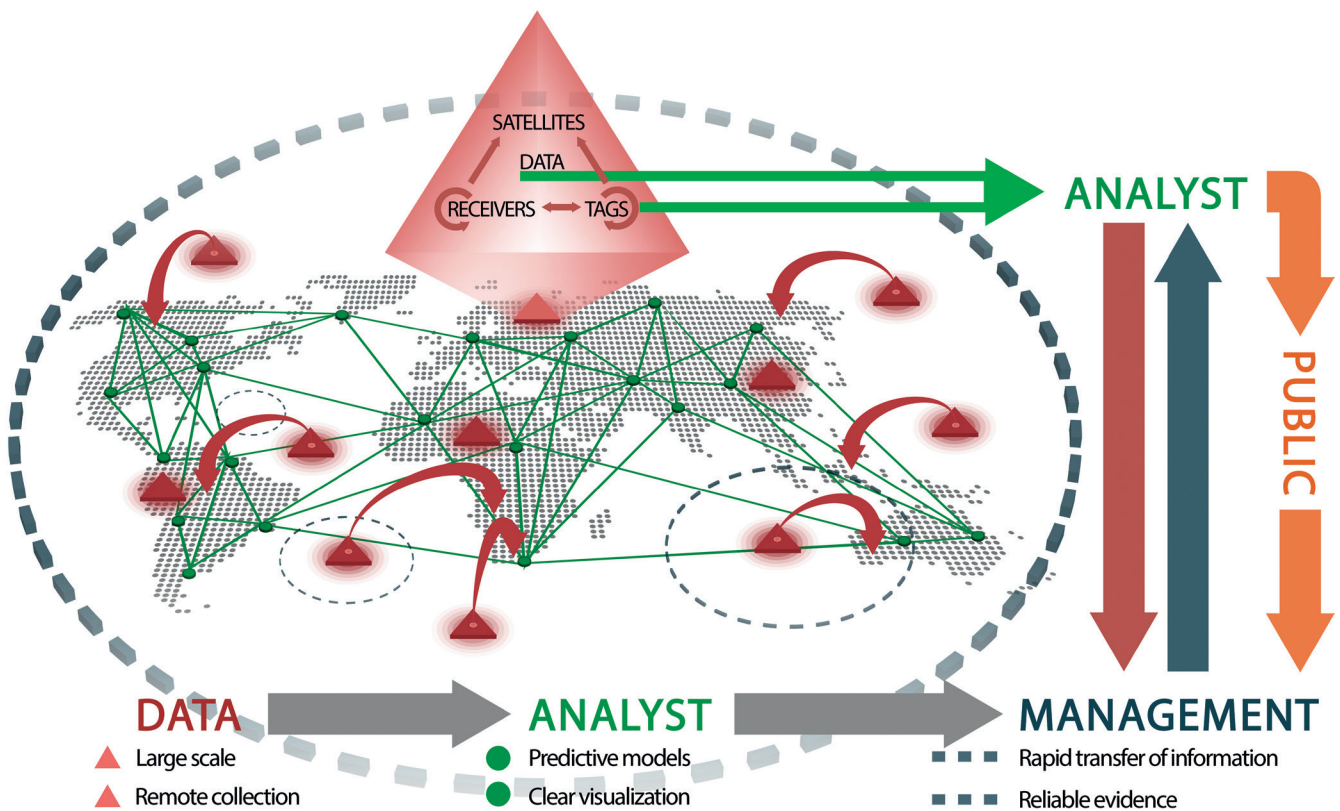 SATELLITES
DATA
RECEIVERS
TAGS
ANALYST
PUBLIC
DATA
ANALYST
MANAGEMENT
Large scale
Predictive models
Rapid transfer of information
Remote collection
Clear visualization
Reliable evidence